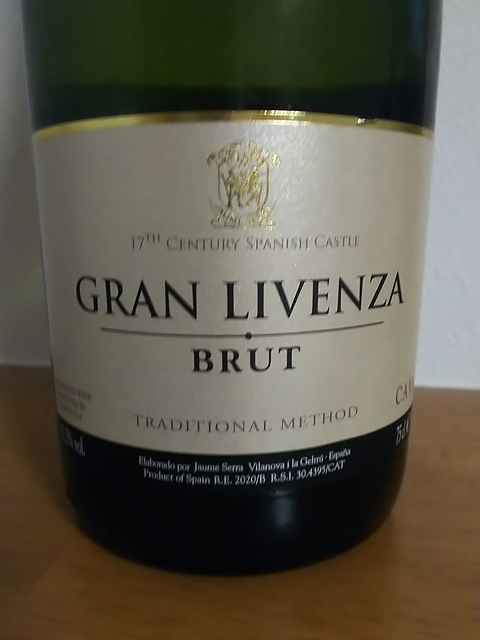 17TH CENTURY SPANISH CASTLE
GRAN LIVENZA
BRUT
TRADITIONAL METHOD
Elaborado por Jaume Serra Vilanova i la Geltrú · España
Product of Spain R.E. 2020/B R.S.I. 30.4395/CAT